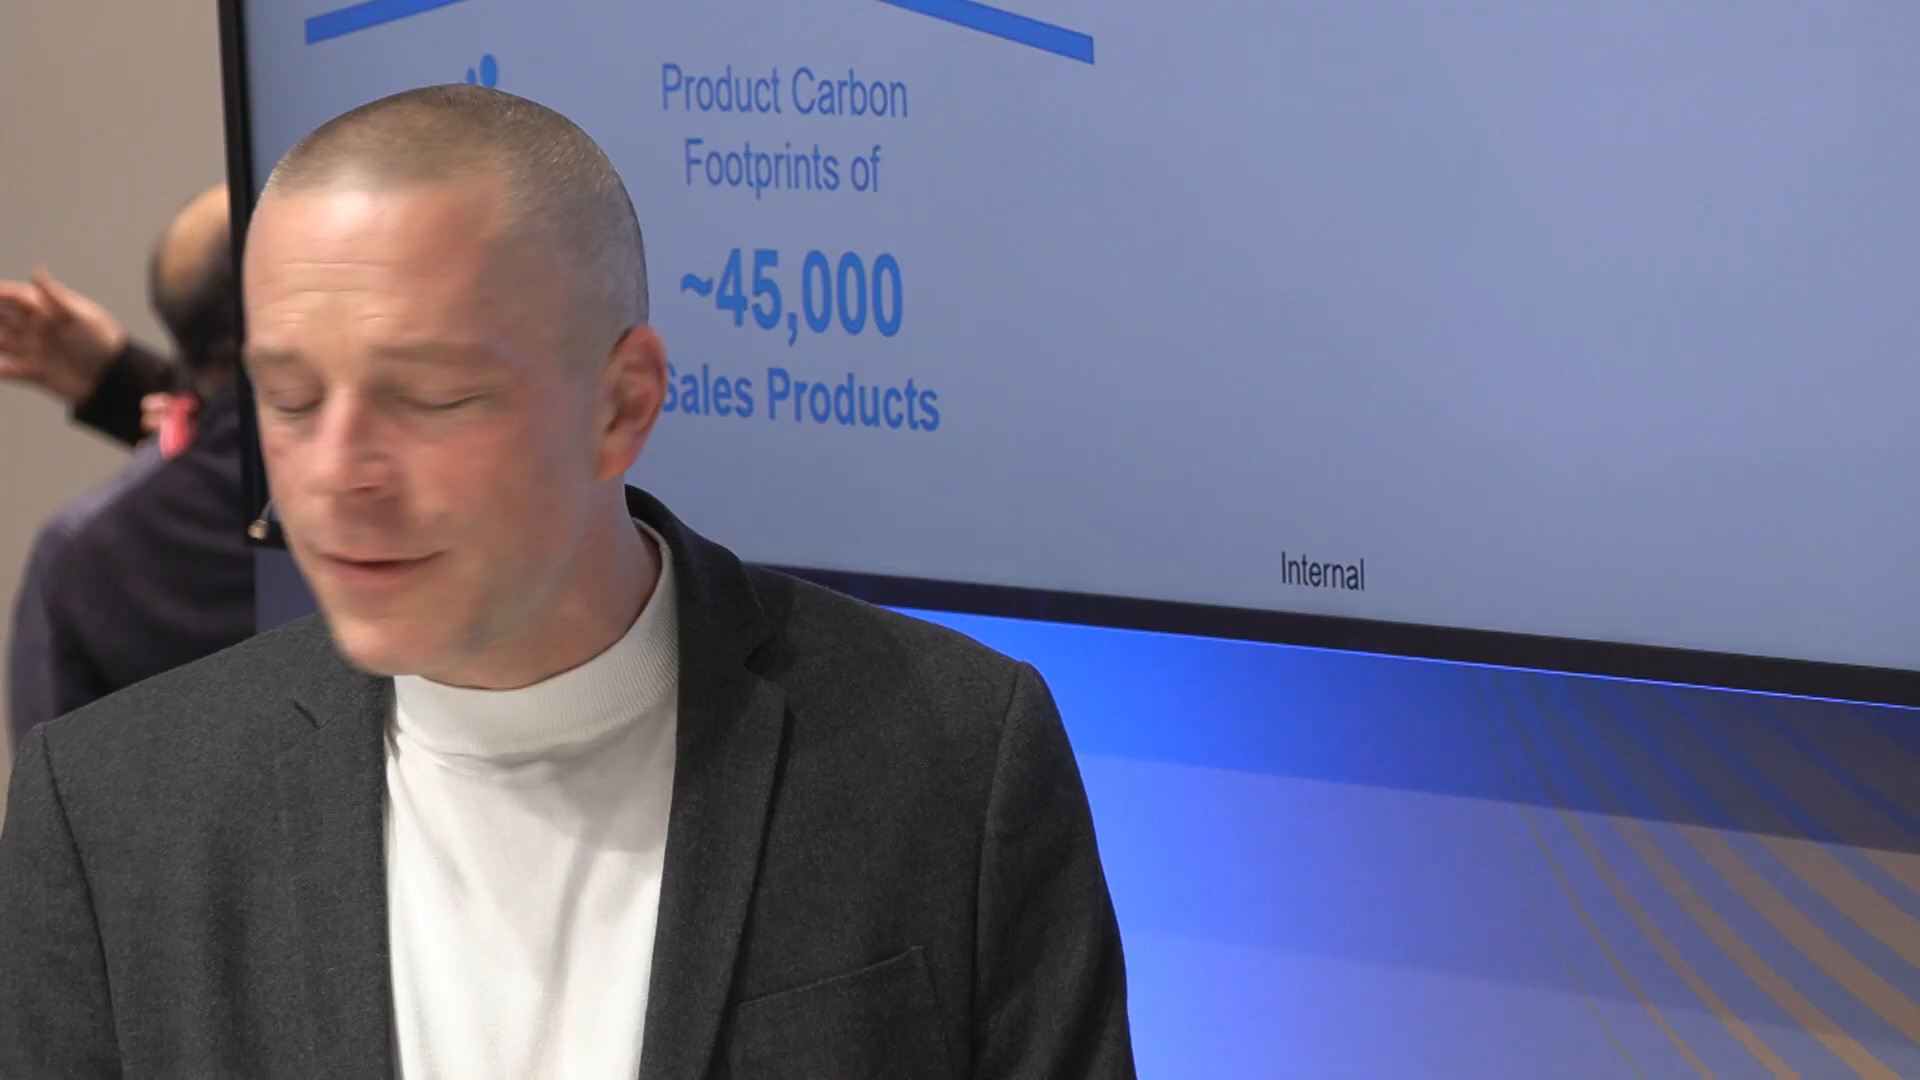 Product Carbon
Footprints of
~45,000
Sales Products
Internal